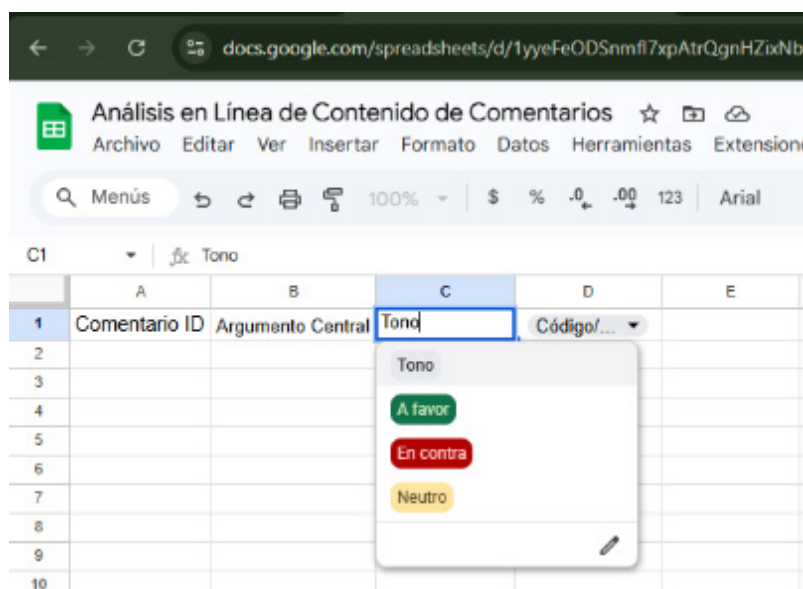 docs.google.com/spreadsheets/d/1yyeFeODSnmfl7xpAtrQgnHZixNb
Análisis en Línea de Contenido de Comentarios
Archivo Editar Ver Insertar Formato Datos Herramientas Extension
Menús 100% $ % .0 .00 123 Arial
C1 fx Tono
A B C D E
1 Comentario ID Argumento Central Tono Código/...
2 Tono
3
4 A favor
5
6 En contra
7 Neutro
8
9
10